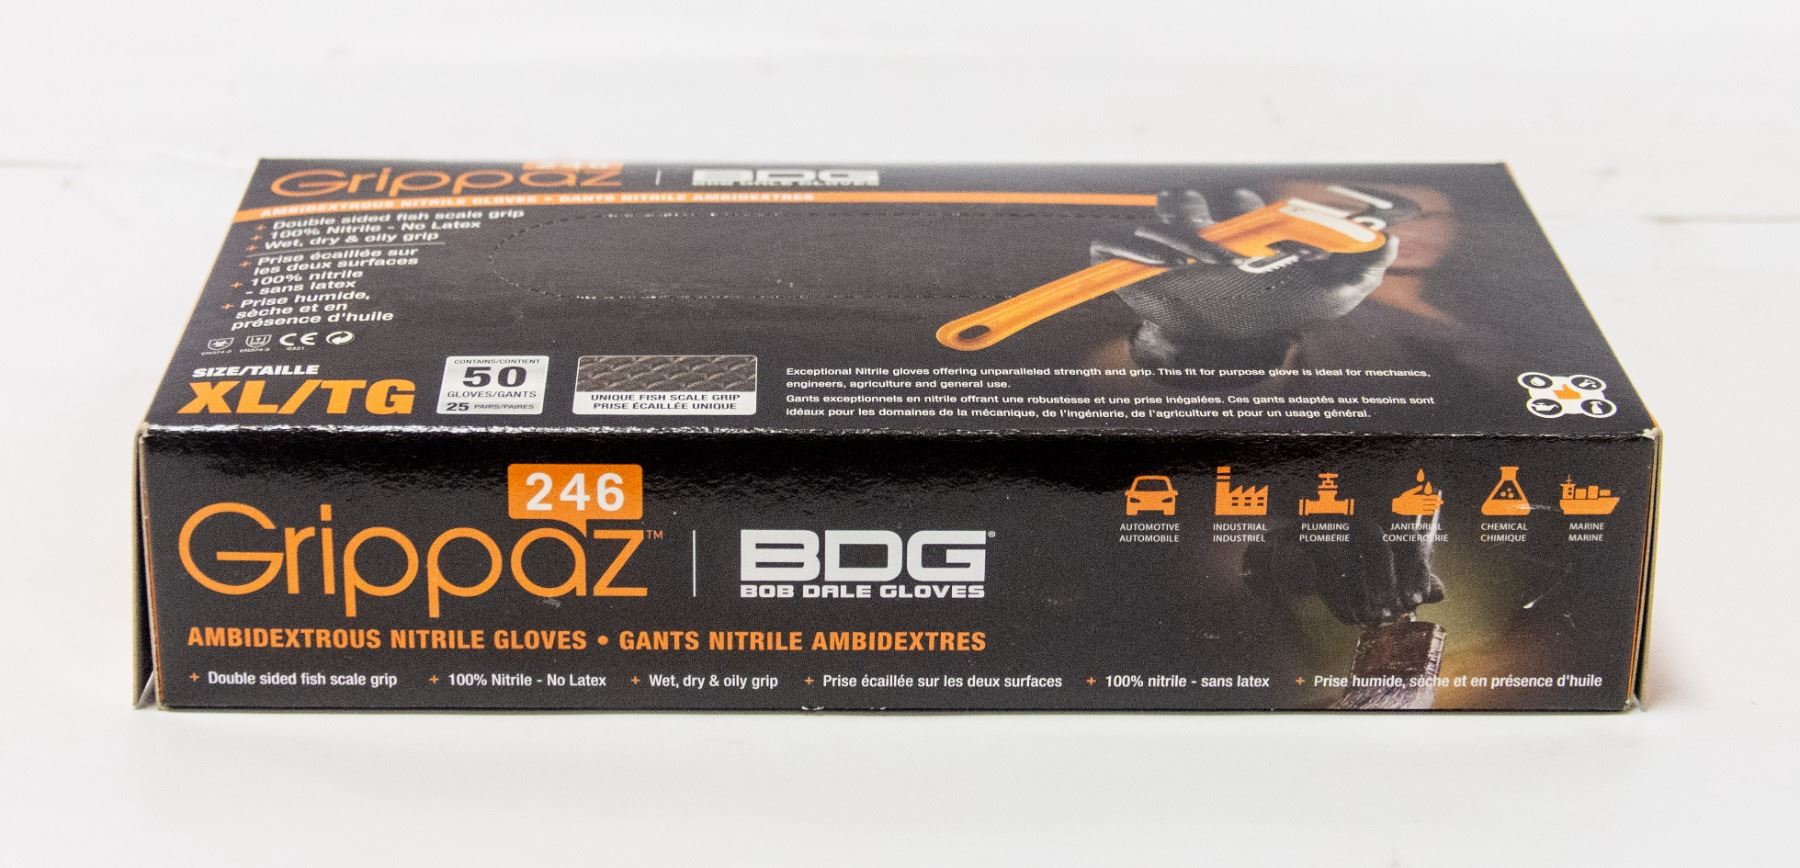 246
Grippaz | BDG
BOB DALE GLOVES
AMBIDEXTROUS NITRILE GLOVES • GANTS NITRILE AMBIDEXTRES
+ Double sided fish scale grip
+ 100% Nitrile - No Latex
+ Wet, dry & oily grip
+ Prise écaillée sur
les deux surfaces
+ 100% nitrile
- sans latex
+ Prise humide,
sèche et en
présence d'huile
CE
0321
SIZE/TAILLE
XL/TG
CONTAINS/CONTIENT
50
GLOVES/GANTS
25 PAIRS/PAIRES
UNIQUE FISH SCALE GRIP
PRISE ÉCAILLÉE UNIQUE
Exceptional Nitrile gloves offering unparalleled strength and grip. This fit for purpose glove is ideal for mechanics,
engineers, agriculture and general use.
Gants exceptionnels en nitrile offrant une robustesse et une prise inégalées. Ces gants adaptés aux besoins sont
idéaux pour les domaines de la mécanique, de l'ingénierie, de l'agriculture et pour un usage général.
246
Grippaz™ | BDG®
BOB DALE GLOVES
AMBIDEXTROUS NITRILE GLOVES • GANTS NITRILE AMBIDEXTRES
AUTOMOTIVE
AUTOMOBILE
INDUSTRIAL
INDUSTRIEL
PLUMBING
PLOMBERIE
JANITORIAL
CONCIERGERIE
CHEMICAL
CHIMIQUE
MARINE
MARINE
+ Double sided fish scale grip + 100% Nitrile - No Latex + Wet, dry & oily grip + Prise écaillée sur les deux surfaces + 100% nitrile - sans latex + Prise humide, sèche et en présence d'huile